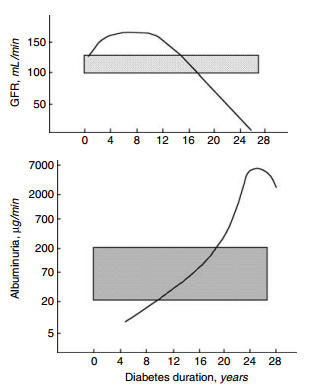 GFR, mL/min
150
100
50
0 4 8 12 16 20 24 28
Albuminuria, µg/min
7000
2000
700
200
70
20
5
0 4 8 12 16 20 24 28
Diabetes duration, years